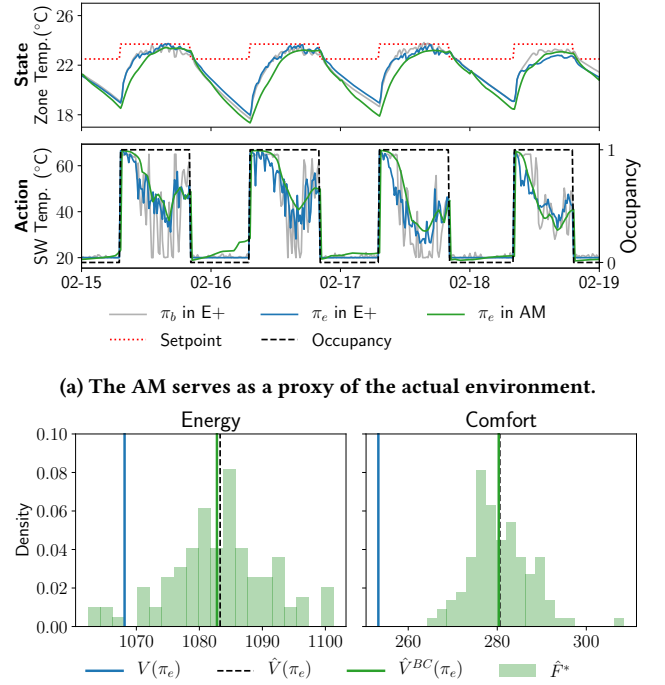 State
Zone Temp.(°C)
26
22
18
Action
SW Temp. (°C)
60
40
20
1
0
Occupancy
02-15 02-16 02-17 02-18 02-19
π_b in E+ π_e in E+ π_e in AM
Setpoint Occupancy
(a) The AM serves as a proxy of the actual environment.
Energy Comfort
Density
0.10
0.08
0.06
0.04
0.02
0.00
1070 1080 1090 1100 260 280 300
V(π_e) V̂(π_e) V̂^{BC}(π_e) F̂*